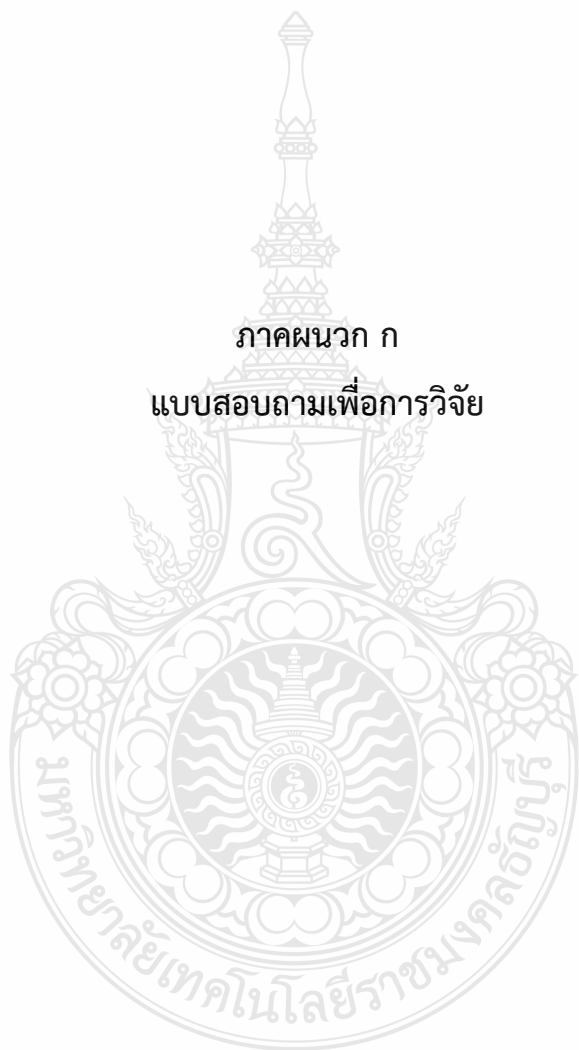 ภาคผนวก ก
แบบสอบถามเพื่อการวิจัย
มหาวิทยาลัยเทคโนโลยีราชมงคลธัญบุรี